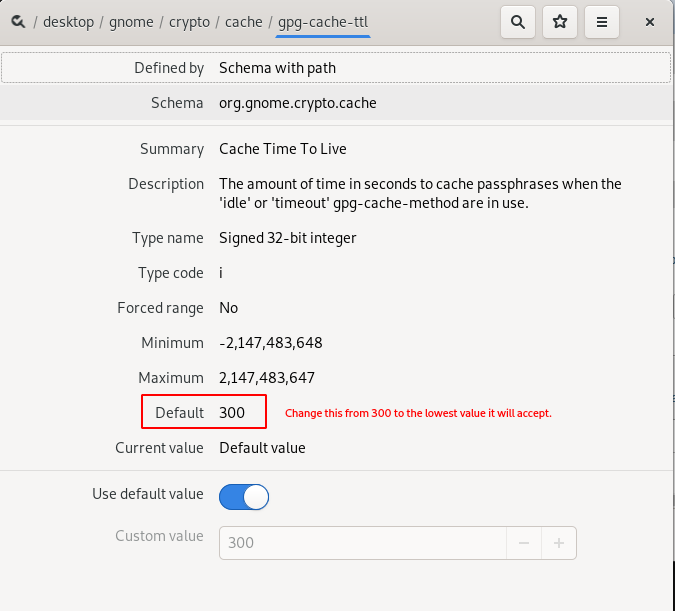 / desktop / gnome / crypto / cache / gpg-cache-ttl
Defined by Schema with path
Schema org.gnome.crypto.cache
Summary Cache Time To Live
Description The amount of time in seconds to cache passphrases when the
'idle' or 'timeout' gpg-cache-method are in use.
Type name Signed 32-bit integer
Type code i
Forced range No
Minimum -2,147,483,648
Maximum 2,147,483,647
Default 300 Change this from 300 to the lowest value it will accept.
Current value Default value
Use default value
Custom value 300